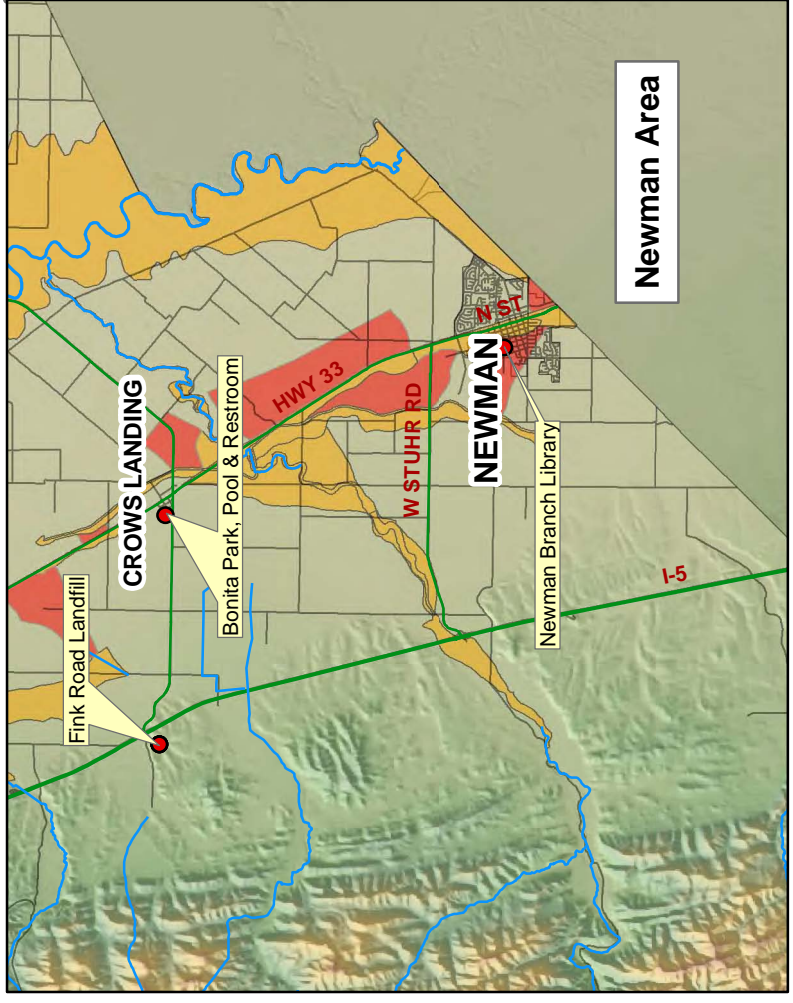 Fink Road Landfill
CROWS LANDING
Bonita Park, Pool & Restroom
HWY 33
W STUHR RD
N ST
NEWMAN
Newman Branch Library
I-5
Newman Area